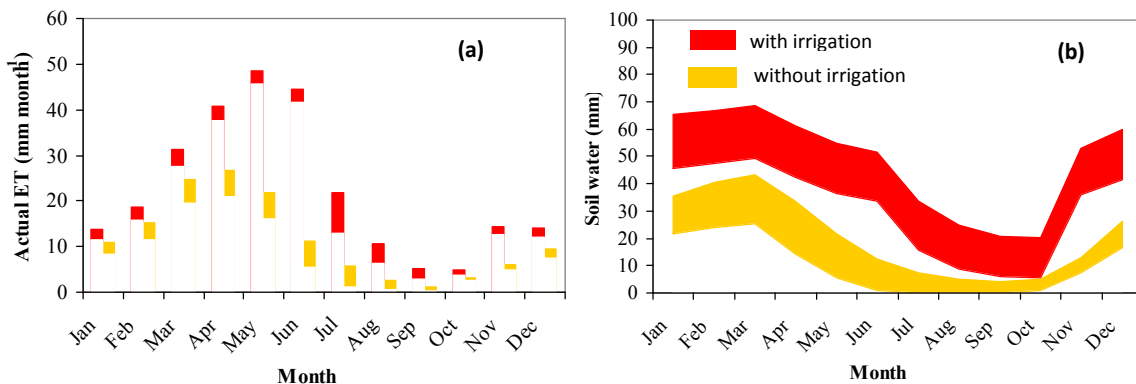 60
50
40
30
20
10
0
Actual ET (mm month¹)
(a)
Jan
Feb
Mar
Apr
May
Jun
Jul
Aug
Sep
Oct
Nov
Dec
Month
100
90
80
70
60
50
40
30
20
10
0
Soil water (mm)
with irrigation
without irrigation
(b)
Jan
Feb
Mar
Apr
May
Jun
Jul
Aug
Sep
Oct
Nov
Dec
Month